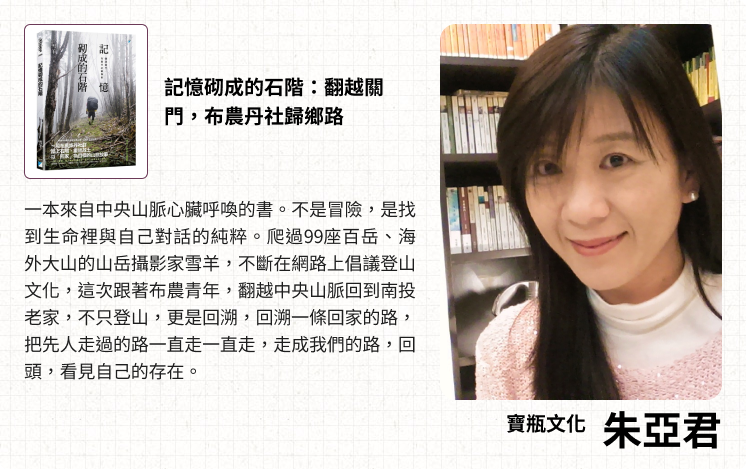 記憶
砌成的石階
記憶砌成的石階：翻越關
門，布農丹社歸鄉路
一本來自中央山脈心臟呼喚的書。不是冒險，是找
到生命裡與自己對話的純粹。爬過99座百岳、海
外大山的山岳攝影家雪羊，不斷在網路上倡議登山
文化，這次跟著布農青年，翻越中央山脈回到南投
老家，不只登山，更是回溯，回溯一條回家的路，
把先人走過的路一直走一直走，走成我們的路，回
頭，看見自己的存在。
寶瓶文化 朱亞君